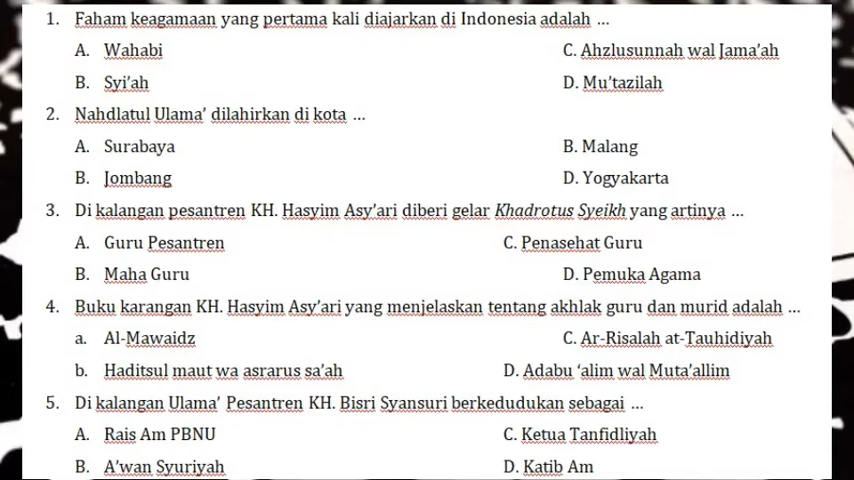 1. Faham keagamaan yang pertama kali diajarkan di Indonesia adalah ...
A. Wahabi C. Ahzlusunnah wal Jama'ah
B. Syi'ah D. Mu'tazilah
2. Nahdlatul Ulama' dilahirkan di kota ...
A. Surabaya B. Malang
B. Jombang D. Yogyakarta
3. Di kalangan pesantren KH. Hasyim Asy'ari diberi gelar Khadrotus Syeikh yang artinya ...
A. Guru Pesantren C. Penasehat Guru
B. Maha Guru D. Pemuka Agama
4. Buku karangan KH. Hasyim Asy'ari yang menjelaskan tentang akhlak guru dan murid adalah ...
a. Al-Mawaidz C. Ar-Risalah at-Tauhidiyah
b. Haditsul maut wa asrarus sa'ah D. Adabu 'alim wal Muta'allim
5. Di kalangan Ulama' Pesantren KH. Bisri Syansuri berkedudukan sebagai ...
A. Rais Am PBNU C. Ketua Tanfidliyah
B. A'wan Syuriyah D. Katib Am